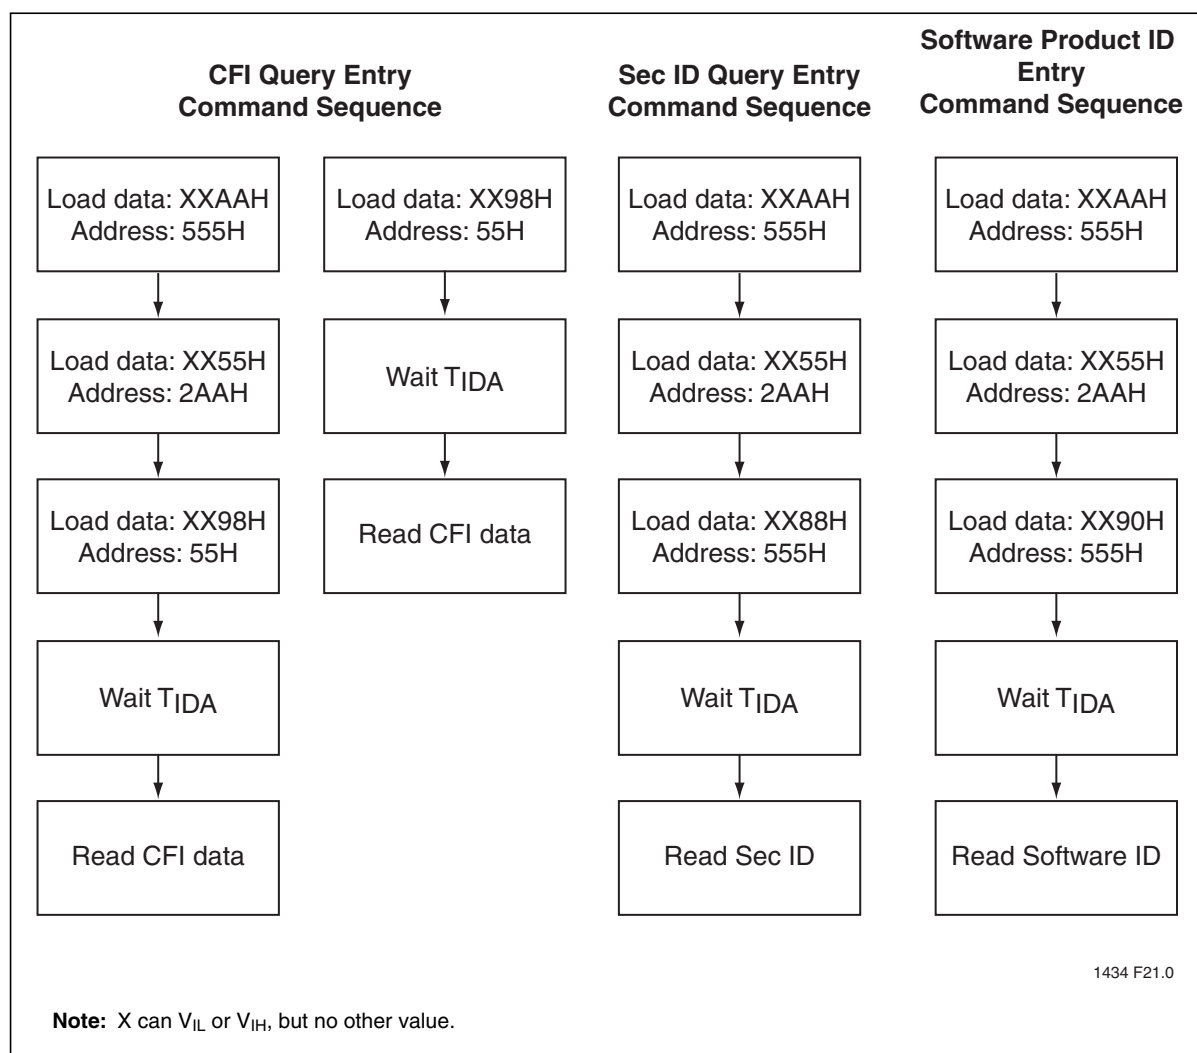 CFI Query Entry
Command Sequence
Sec ID Query Entry
Command Sequence
Software Product ID
Entry
Command Sequence
Load data: XXAAH
Address: 555H
Load data: XX55H
Address: 2AAH
Load data: XX98H
Address: 55H
Wait TIDA
Read CFI data
Load data: XX98H
Address: 55H
Wait TIDA
Read CFI data
Load data: XXAAH
Address: 555H
Load data: XX55H
Address: 2AAH
Load data: XX88H
Address: 555H
Wait TIDA
Read Sec ID
Load data: XXAAH
Address: 555H
Load data: XX55H
Address: 2AAH
Load data: XX90H
Address: 555H
Wait TIDA
Read Software ID
1434 F21.0
Note: X can VIL or VIH, but no other value.